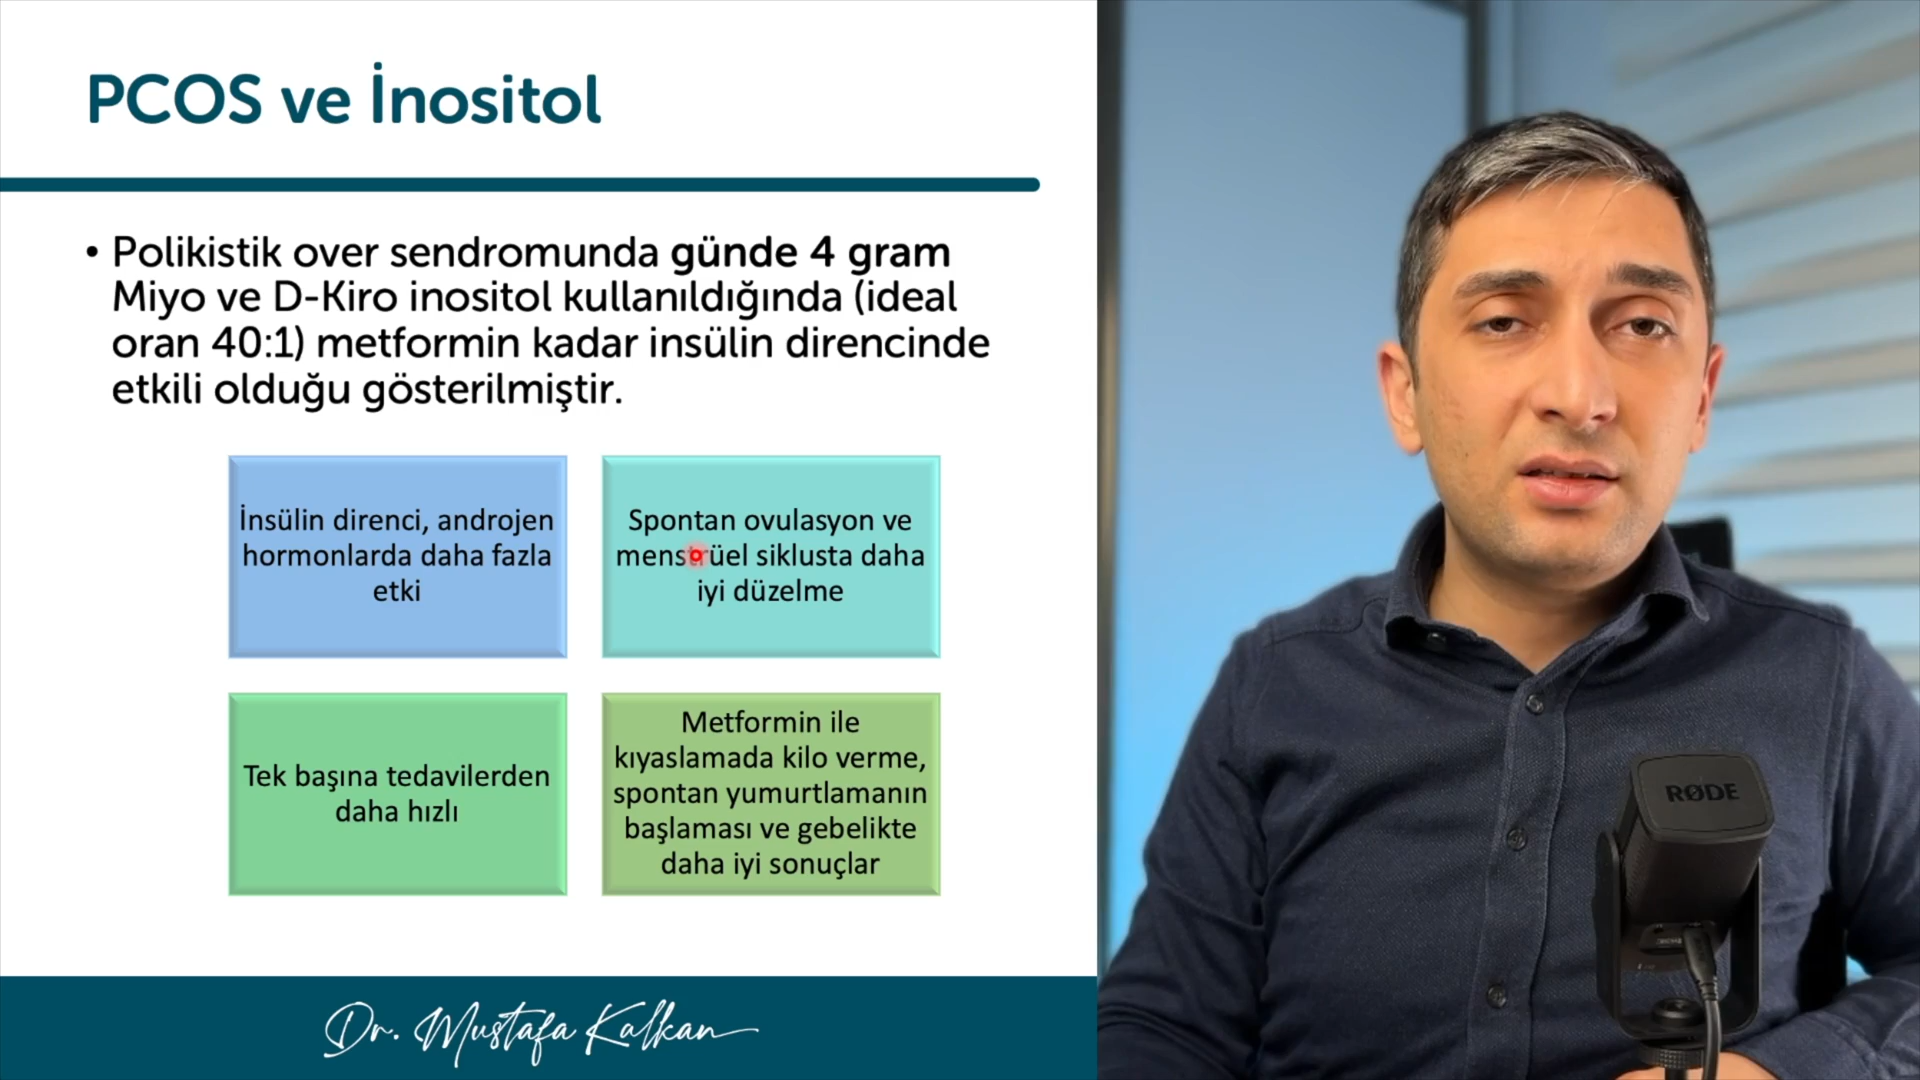 PCOS ve İnositol
• Polikistik over sendromunda günde 4 gram
Miyo ve D-Kiro inositol kullanıldığında (ideal
oran 40:1) metformin kadar insülin direncinde
etkili olduğu gösterilmiştir.
İnsülin direnci, androjen
hormonlarda daha fazla
etki
Spontan ovulasyon ve
menstrüel siklusta daha
iyi düzelme
Tek başına tedavilerden
daha hızlı
Metformin ile
kıyaslamada kilo verme,
spontan yumurtlamanın
başlaması ve gebelikte
daha iyi sonuçlar
Dr. Mustafa Kalkan
RØDE